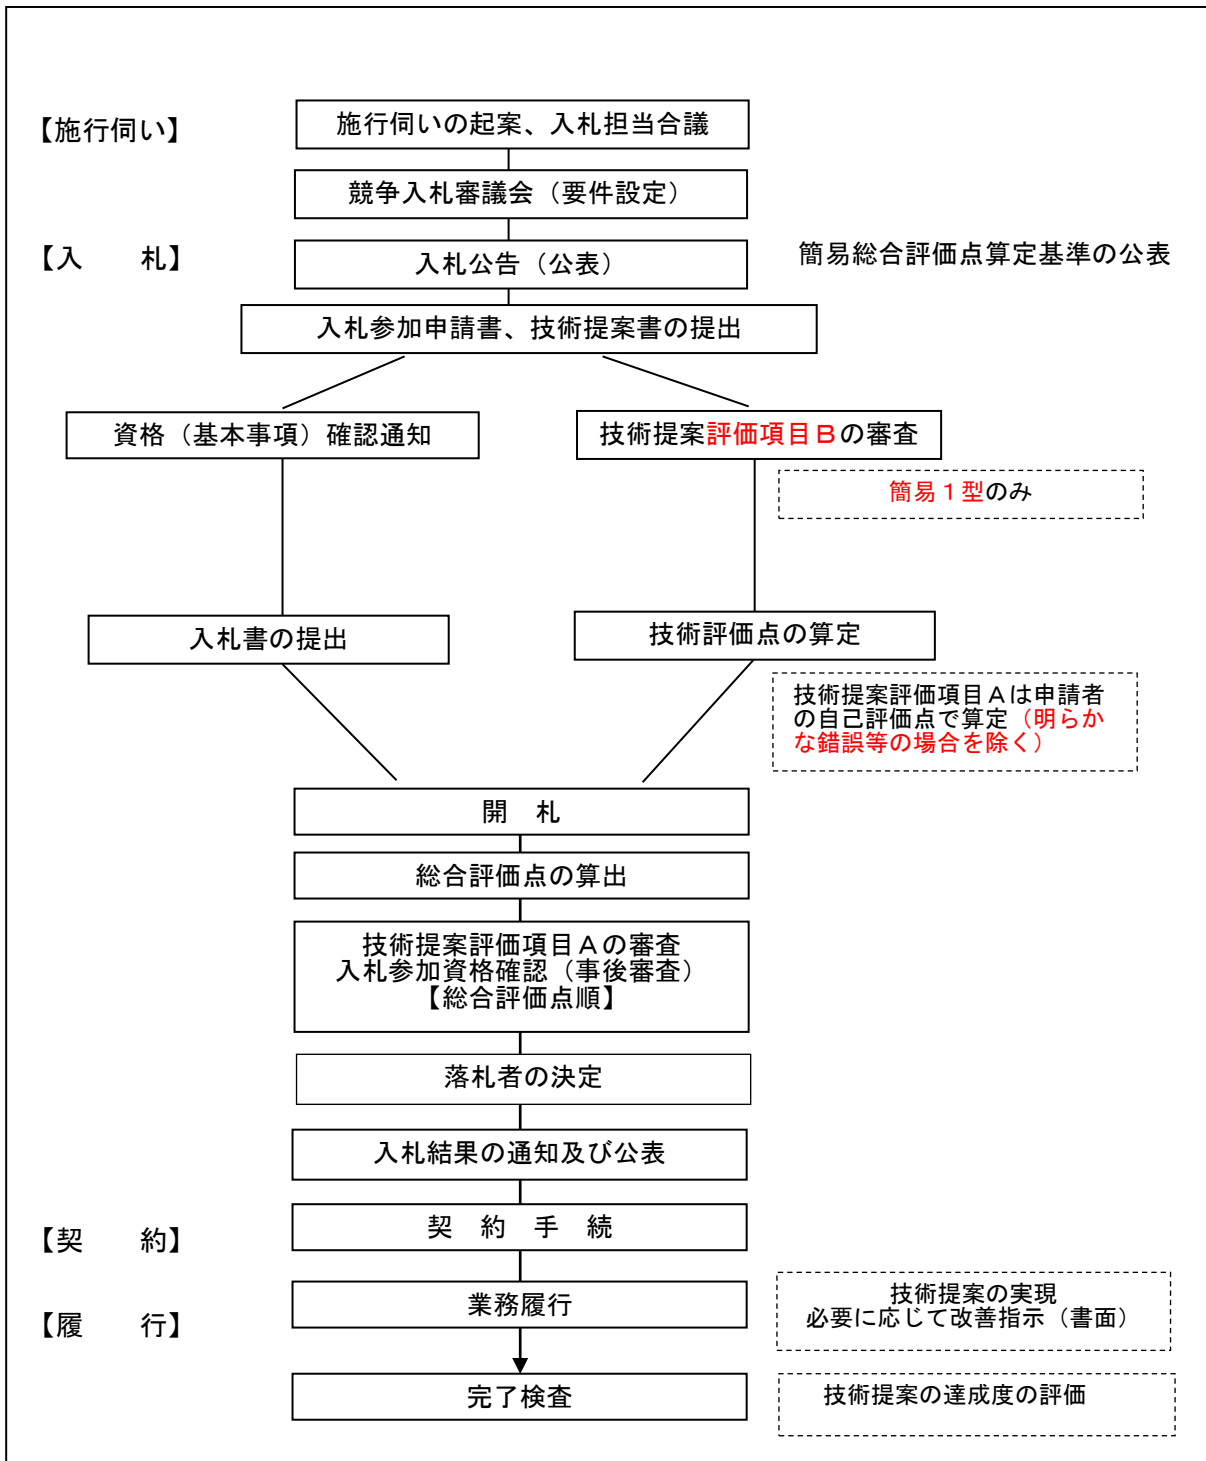 【施行伺い】
施行伺いの起案、入札担当合議
競争入札審議会（要件設定）
【入　　札】
入札公告（公表）
簡易総合評価点算定基準の公表
入札参加申請書、技術提案書の提出
資格（基本事項）確認通知
技術提案評価項目Ｂの審査
簡易１型のみ
入札書の提出
技術評価点の算定
技術提案評価項目Ａは申請者
の自己評価点で算定（明らか
な錯誤等の場合を除く）
開　札
総合評価点の算出
技術提案評価項目Ａの審査
入札参加資格確認（事後審査）
【総合評価点順】
落札者の決定
入札結果の通知及び公表
【契　　約】
契　約　手　続
【履　　行】
業務履行
技術提案の実現
必要に応じて改善指示（書面）
完了検査
技術提案の達成度の評価